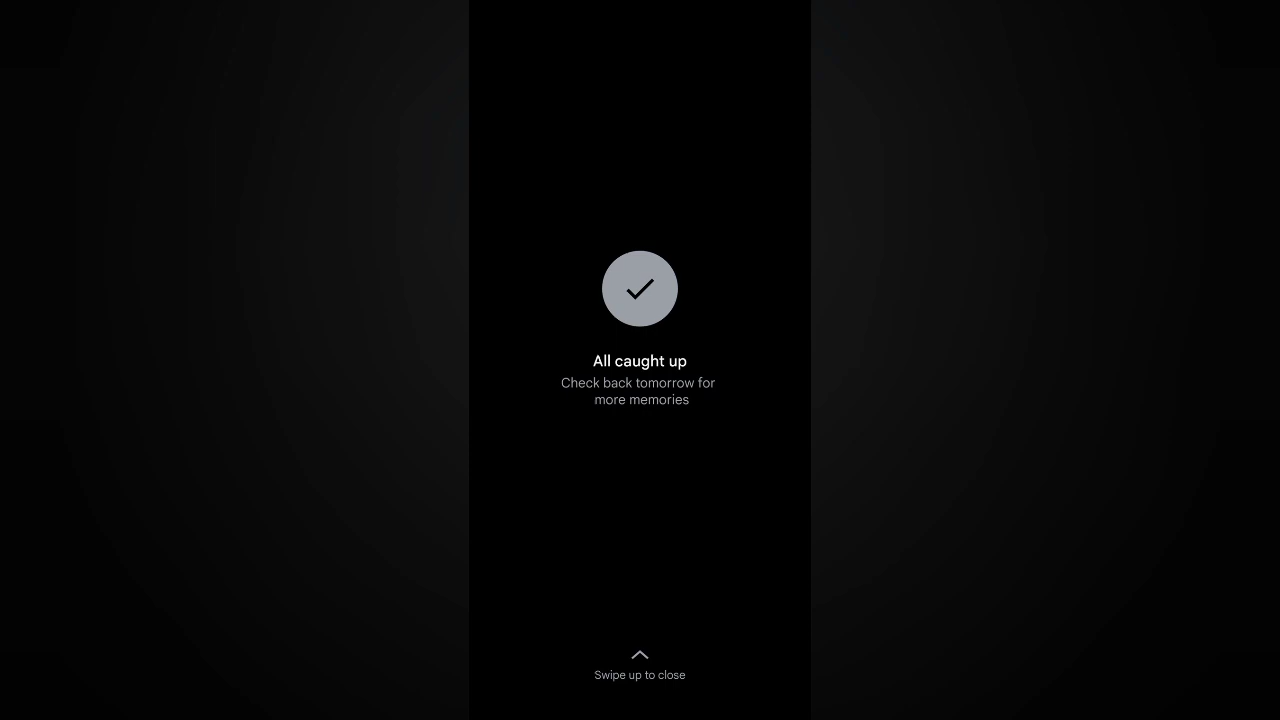 All caught up
Check back tomorrow for
more memories
Swipe up to close